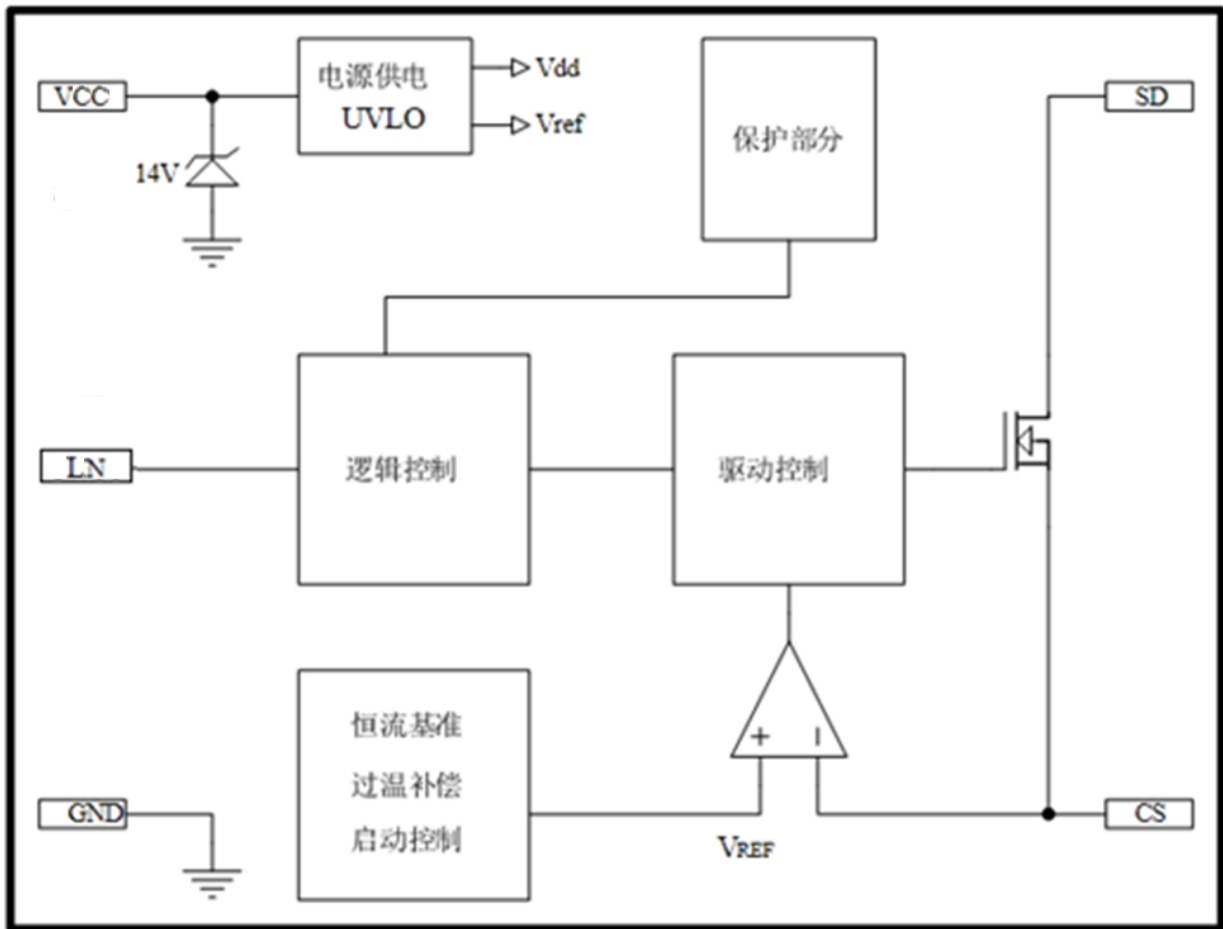 VCC
电源供电
UVLO
Vdd
Vref
14V
保护部分
SD
LN
逻辑控制
驱动控制
恒流基准
过温补偿
启动控制
+
-
VREF
GND
CS